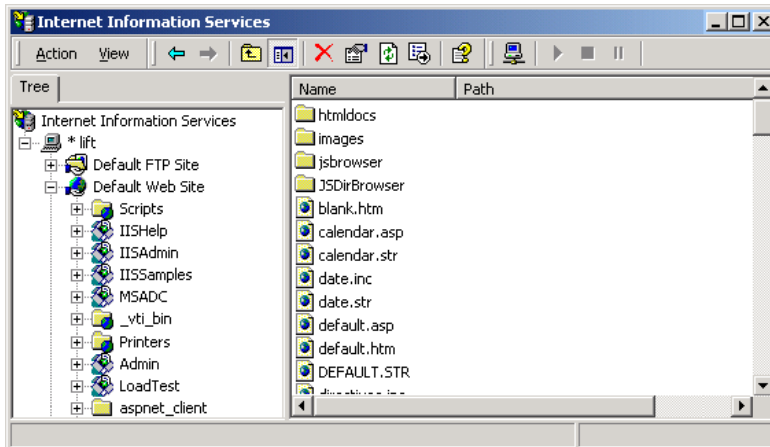 Internet Information Services
Action View
Tree
Internet Information Services
* lift
Default FTP Site
Default Web Site
Scripts
IISHelp
IISAdmin
IISSamples
MSADC
_vti_bin
Printers
Admin
LoadTest
aspnet_client
Name Path
htmldocs
images
jsbrowser
JSDirBrowser
blank.htm
calendar.asp
calendar.str
date.inc
date.str
default.asp
default.htm
DEFAULT.STR